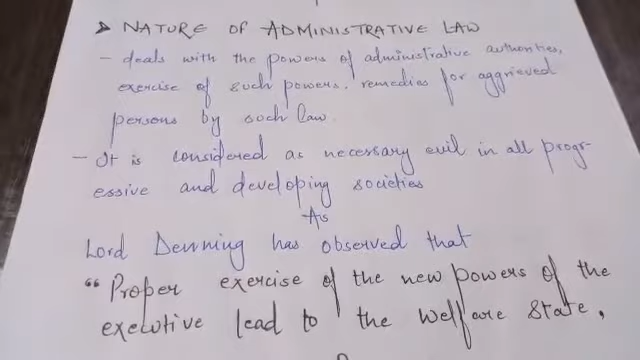 ➤ NATURE OF ADMINISTRATIVE LAW
- deals with the powers of administrative authorities,
exercise of such powers, remedies for aggrieved
persons by such law.
- It is considered as necessary evil in all progr-
essive and developing societies
As
Lord Denning has observed that
"Proper exercise of the new powers of the
executive lead to the welfare state,